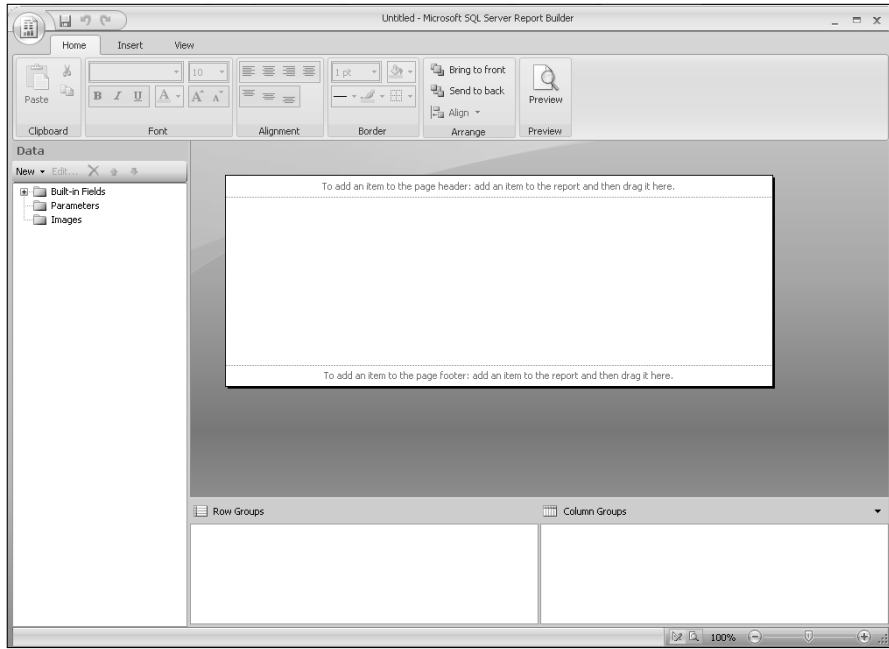 Untitled - Microsoft SQL Server Report Builder
Home Insert View
Paste
Clipboard
10
B I U A A A
Font
Alignment
1 pt
Border
Bring to front
Send to back
Align
Arrange
Preview
Preview
Data
New Edit...
Built-in Fields
Parameters
Images
To add an item to the page header: add an item to the report and then drag it here.
To add an item to the page footer: add an item to the report and then drag it here.
Row Groups
Column Groups
100%